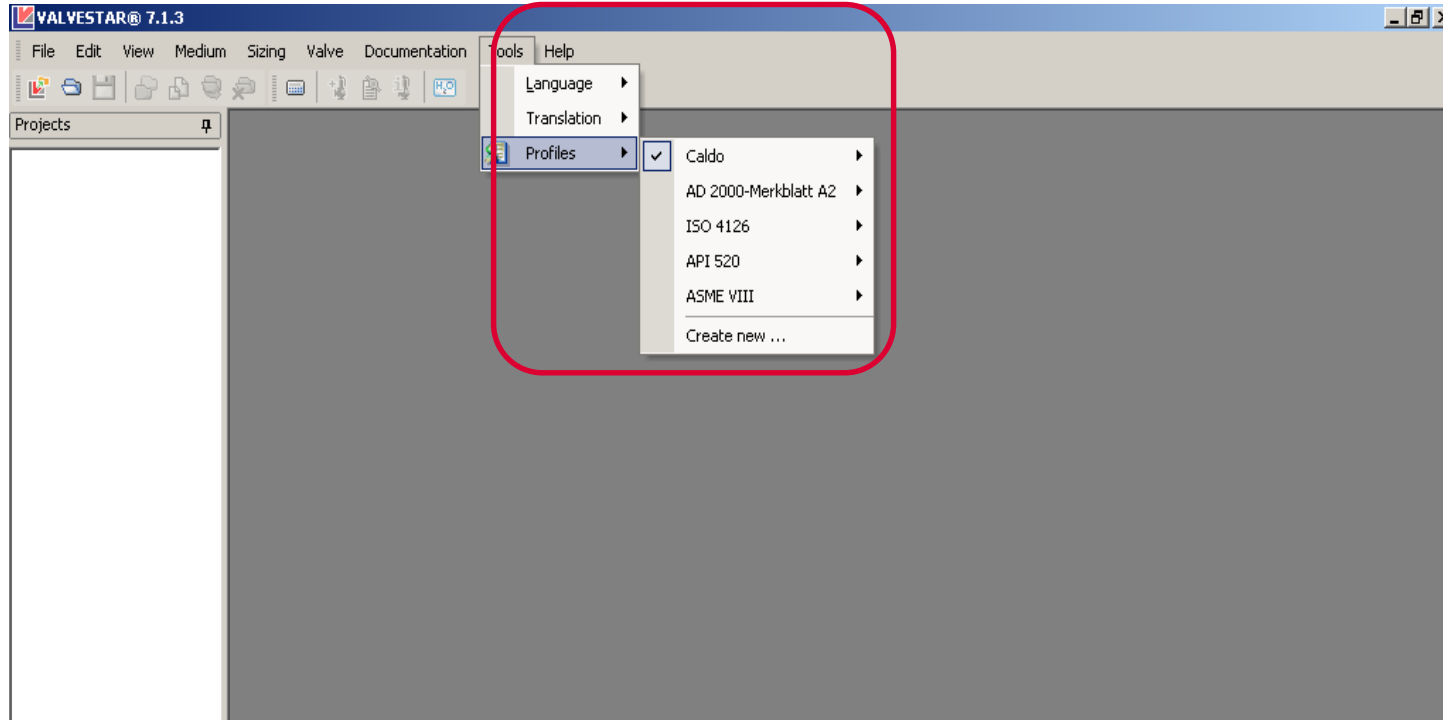 VALVESTAR® 7.1.3
File Edit View Medium Sizing Valve Documentation Tools Help
H₂O
Projects
Language
Translation
Profiles
Caldo
AD 2000-Merkblatt A2
ISO 4126
API 520
ASME VIII
Create new ...